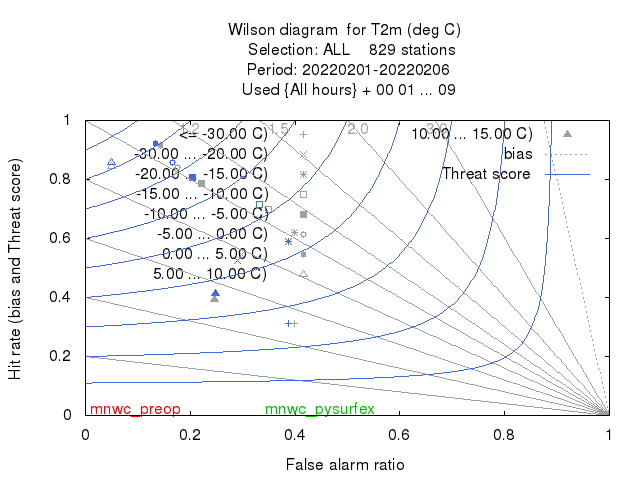 Wilson diagram for T2m (deg C)
Selection: ALL 829 stations
Period: 20220201-20220206
Used {All hours} + 00 01 ... 09
Hit rate (bias and Threat score)
1
0.8
0.6
0.4
0.2
0
0
0.2
0.4
0.6
0.8
1
False alarm ratio
1.2
1.5
2.0
3.0
<= -30.00 C)
-30.00 ... -20.00 C)
-20.00 ... -15.00 C)
-15.00 ... -10.00 C)
-10.00 ... -5.00 C)
-5.00 ... 0.00 C)
0.00 ... 5.00 C)
5.00 ... 10.00 C)
10.00 ... 15.00 C)
bias
Threat score
mnwc_preop
mnwc_pysurfex